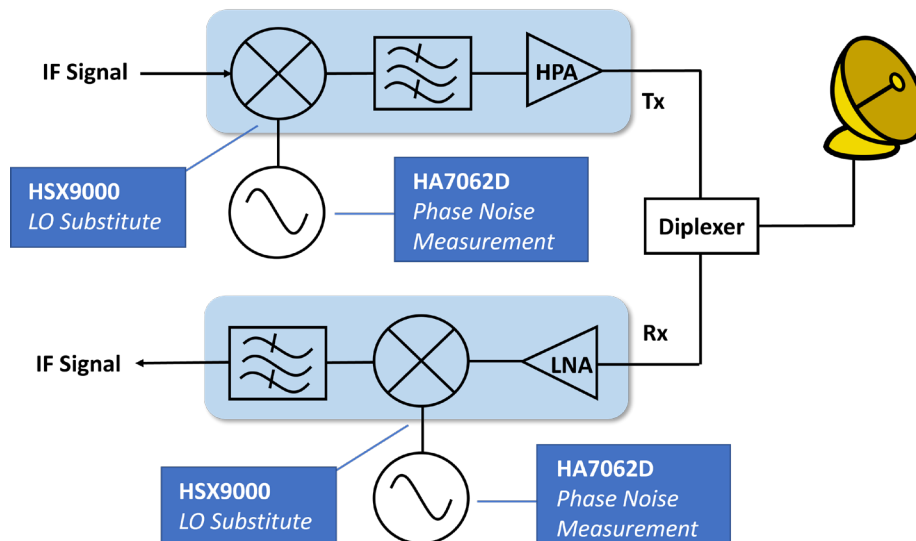 IF Signal
HPA
Tx
HSX9000
LO Substitute
HA7062D
Phase Noise
Measurement
Diplexer
IF Signal
LNA
Rx
HSX9000
LO Substitute
HA7062D
Phase Noise
Measurement